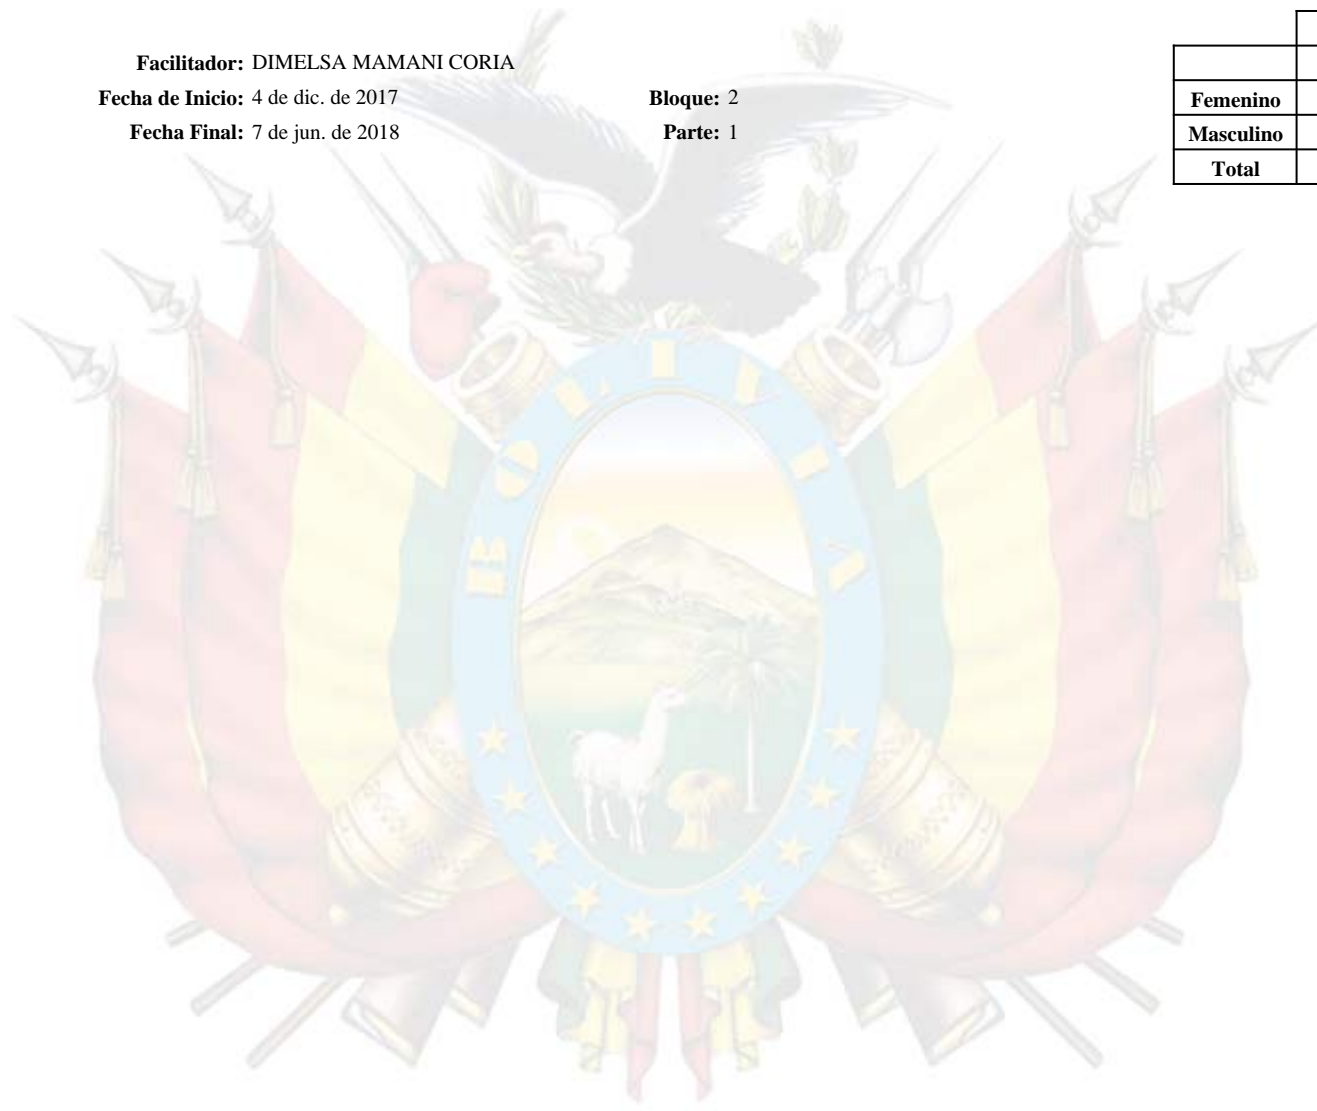 Facilitador: DIMELSA MAMANI CORIA
Fecha de Inicio: 4 de dic. de 2017 Bloque: 2
Fecha Final: 7 de jun. de 2018 Parte: 1
Femenino
Masculino
Total
BOLIVIA